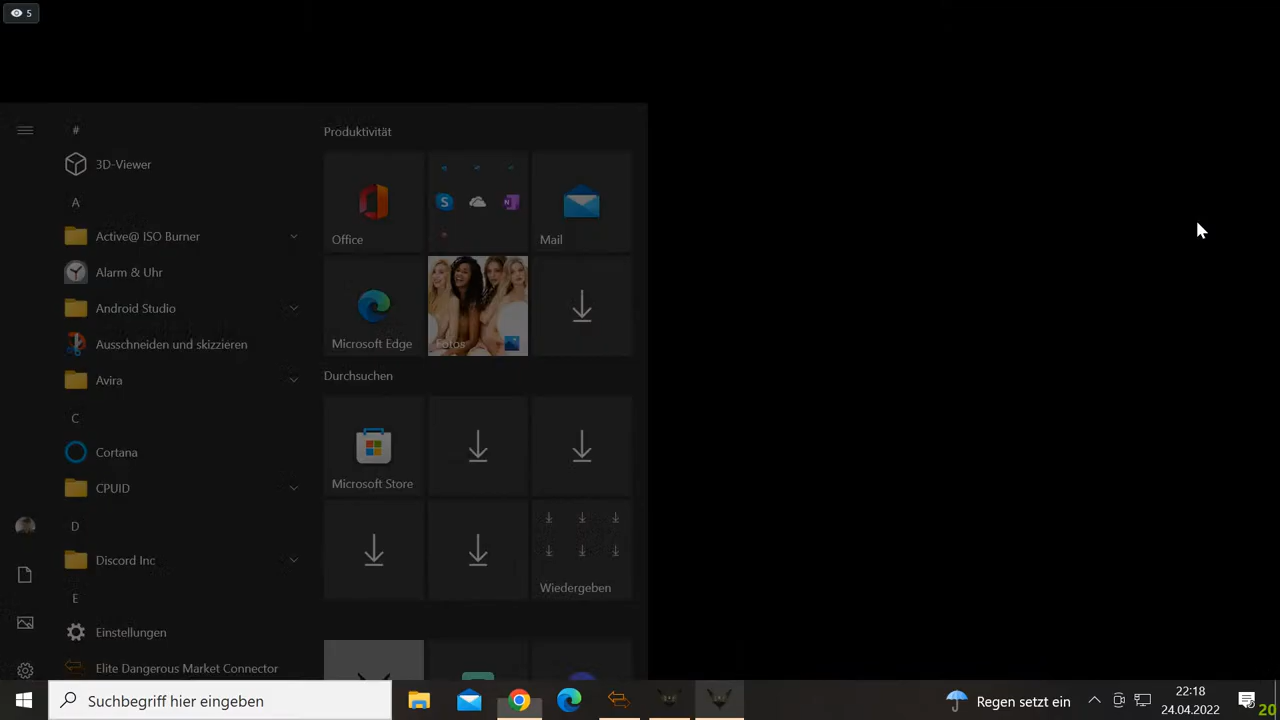 5
#
3D-Viewer
A
Active@ ISO Burner
Alarm & Uhr
Android Studio
Ausschneiden und skizzieren
Avira
C
Cortana
CPUID
D
Discord Inc
E
Einstellungen
Elite Dangerous Market Connector
Produktivität
Office
S
N
Mail
Microsoft Edge
Fotos
Durchsuchen
Microsoft Store
Wiedergeben
Suchbegriff hier eingeben
Regen setzt ein
22:18
24.04.2022
20